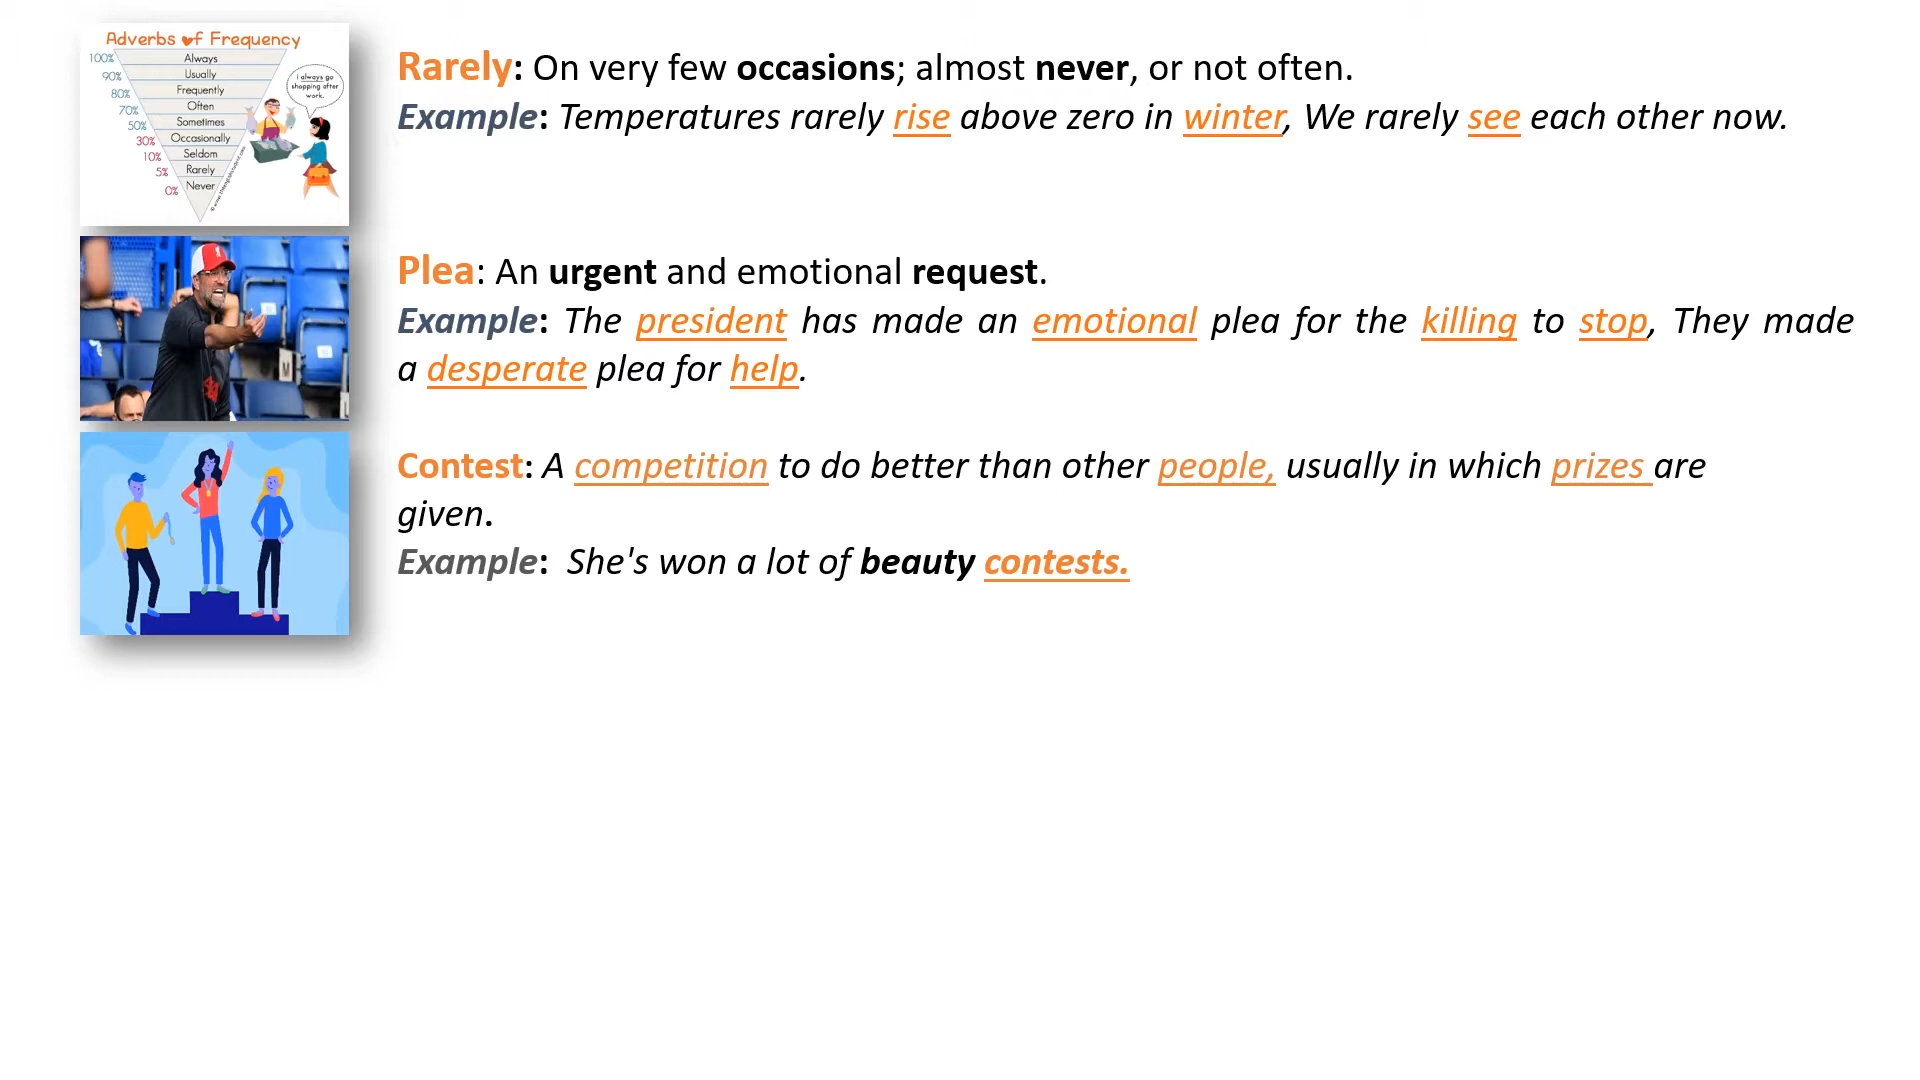 Adverbs of Frequency
100% Always
90% Usually
80% Frequently
70% Often
50% Sometimes
30% Occasionally
10% Seldom
5% Rarely
0% Never
I always go
shopping after
work.
Rarely: On very few occasions; almost never, or not often.
Example: Temperatures rarely rise above zero in winter, We rarely see each other now.
Plea: An urgent and emotional request.
Example: The president has made an emotional plea for the killing to stop, They made
a desperate plea for help.
M
Contest: A competition to do better than other people, usually in which prizes are
given.
Example: She's won a lot of beauty contests.